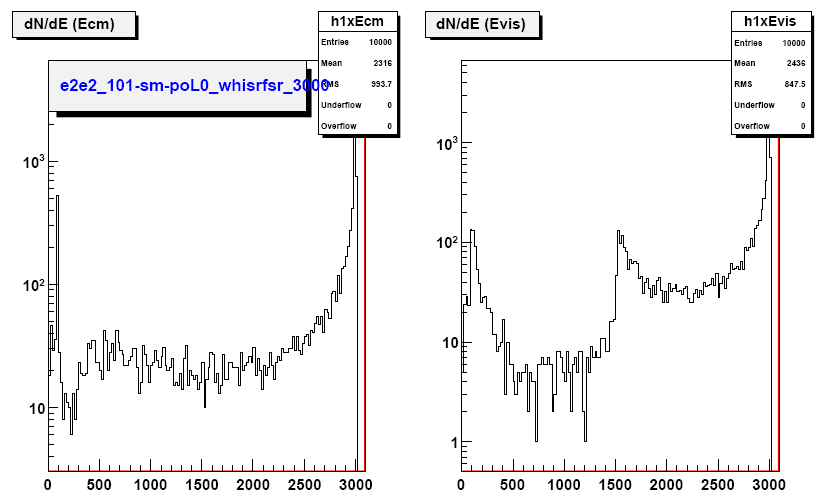 dN/dE (Ecm)
h1xEcm
Entries 10000
Mean 2316
RMS 993.7
Underflow 0
Overflow 0
e2e2_101-sm-poL0_whisrfsr_3000
10³
10²
10
0 500 1000 1500 2000 2500 3000
dN/dE (Evis)
h1xEvis
Entries 10000
Mean 2436
RMS 847.5
Underflow 0
Overflow 0
10³
10²
10
1
0 500 1000 1500 2000 2500 3000